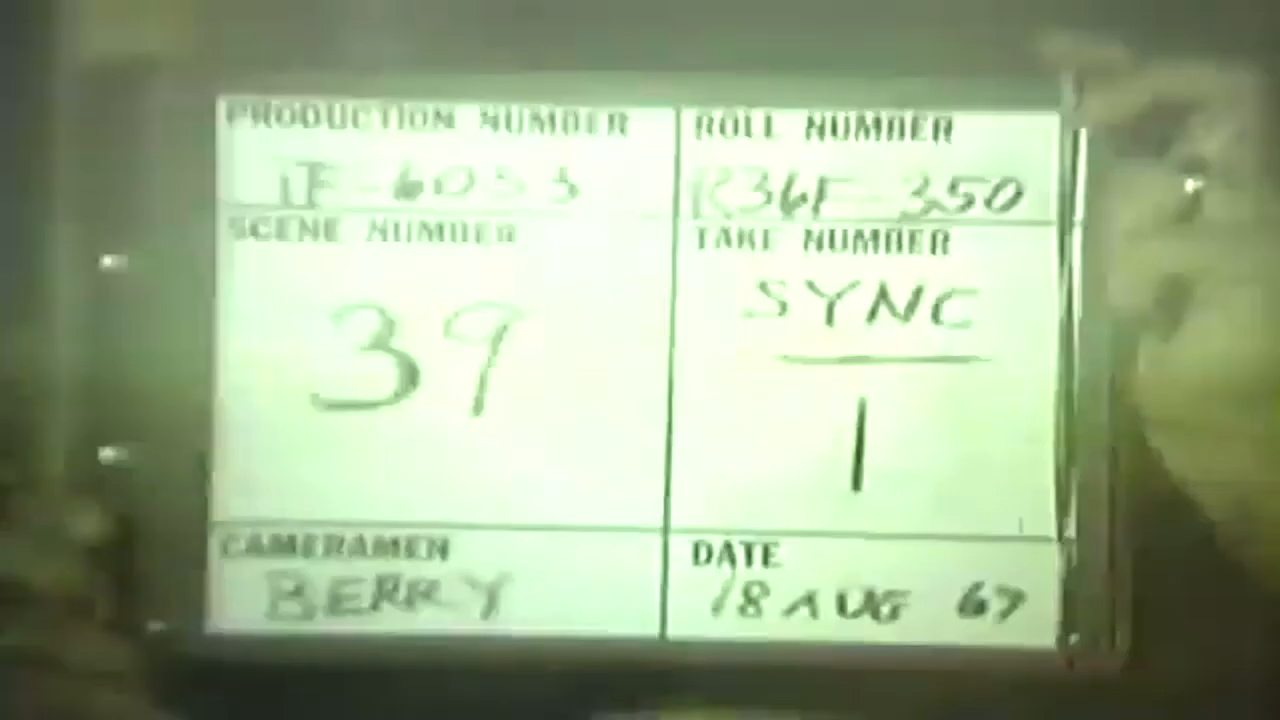 PRODUCTION NUMBER
ROLL NUMBER
R36F-350
SCENE NUMBER
39
TAKE NUMBER
SYNC
1
CAMERAMEN
BERRY
DATE
18 AUG 67